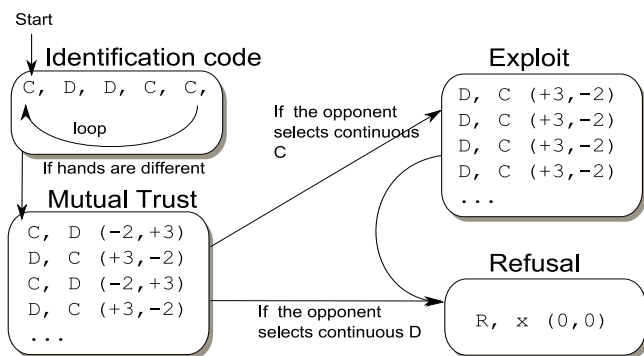 Start
Identification code
C, D, D, C, C,
loop
If hands are different
Mutual Trust
C, D (-2,+3)
D, C (+3,-2)
C, D (-2,+3)
D, C (+3,-2)
...
If the opponent
selects continuous
C
If the opponent
selects continuous D
Exploit
D, C (+3,-2)
D, C (+3,-2)
D, C (+3,-2)
D, C (+3,-2)
...
Refusal
R, x (0,0)